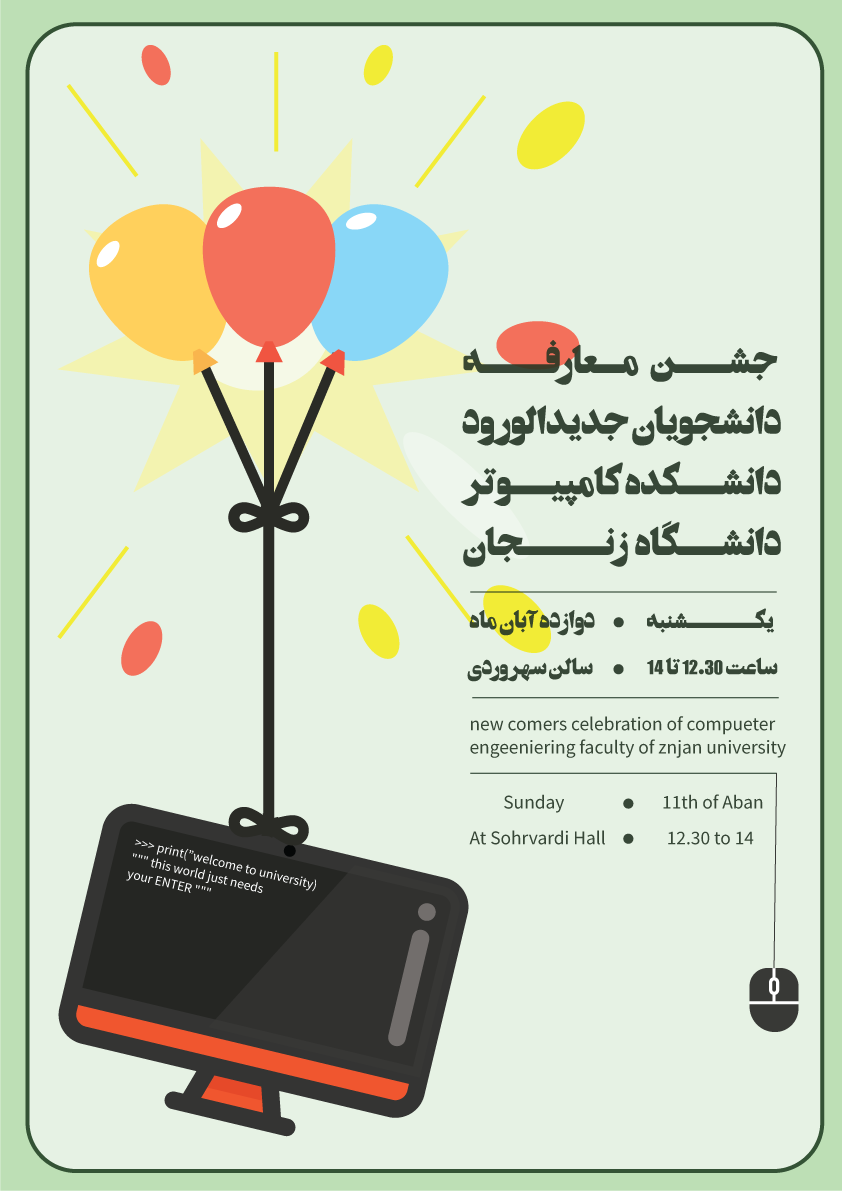 جشن معارفه
دانشجویان جدیدالورود
دانشکده کامپیوتر
دانشگاه زنجان
یکشنبه ● دوازده آبان ماه
ساعت 12.30 تا 14 ● سالن سهروردی
new comers celebration of compueter
engeeniering faculty of znjan university
Sunday ● 11th of Aban
At Sohrvardi Hall ● 12.30 to 14
>>> print("welcome to university)
""" this world just needs
your ENTER """